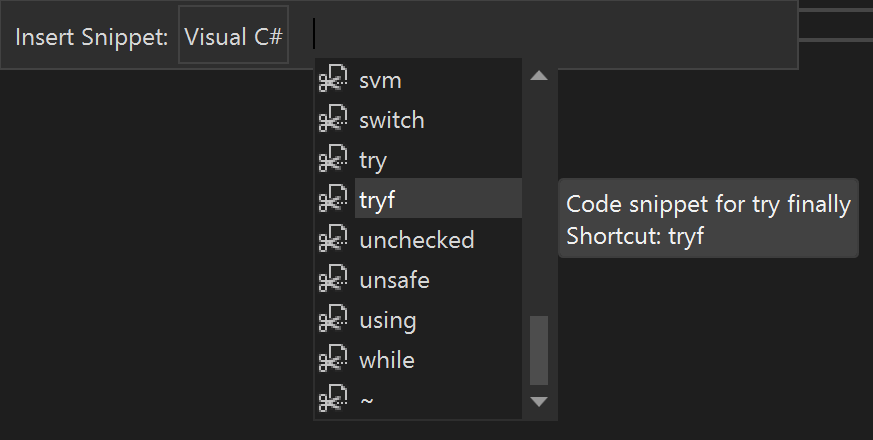 Insert Snippet: Visual C#
svm
switch
try
tryf
unchecked
unsafe
using
while
~
Code snippet for try finally
Shortcut: tryf